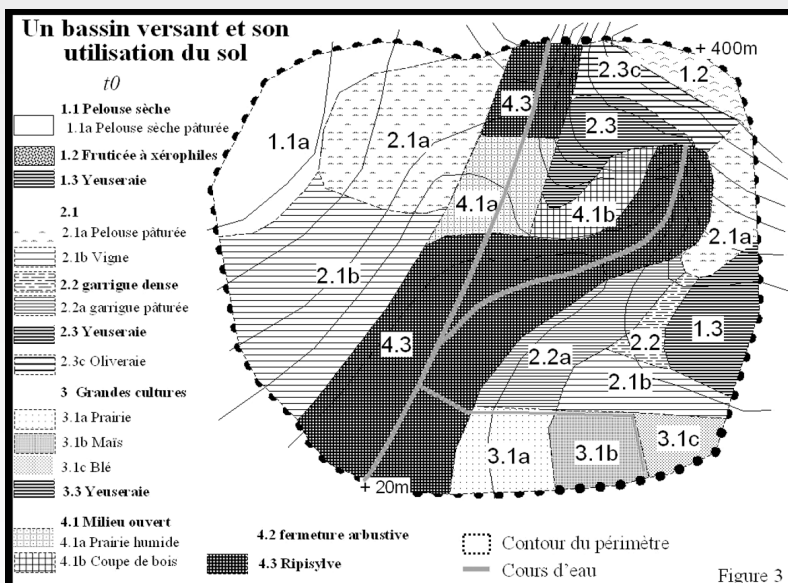 Un bassin versant et son
utilisation du sol
t0
1.1 Pelouse sèche
1.1a Pelouse sèche pâturée
1.2 Fruticée à xérophiles
1.3 Yeuseraie
2.1
2.1a Pelouse pâturée
2.1b Vigne
2.2 garrigue dense
2.2a garrigue pâturée
2.3 Yeuseraie
2.3c Oliveraie
3 Grandes cultures
3.1a Prairie
3.1b Maïs
3.1c Blé
3.3 Yeuseraie
4.1 Milieu ouvert
4.1a Prairie humide
4.1b Coupe de bois
4.2 fermeture arbustive
4.3 Ripisylve
Contour du périmètre
Cours d'eau
Figure 3
+ 400m
2.3c
1.2
4.3
2.3
1.1a
2.1a
4.1a
4.1b
2.1a
2.1b
4.3
1.3
2.2
2.2a
2.1b
3.1a
3.1b
3.1c
+ 20m